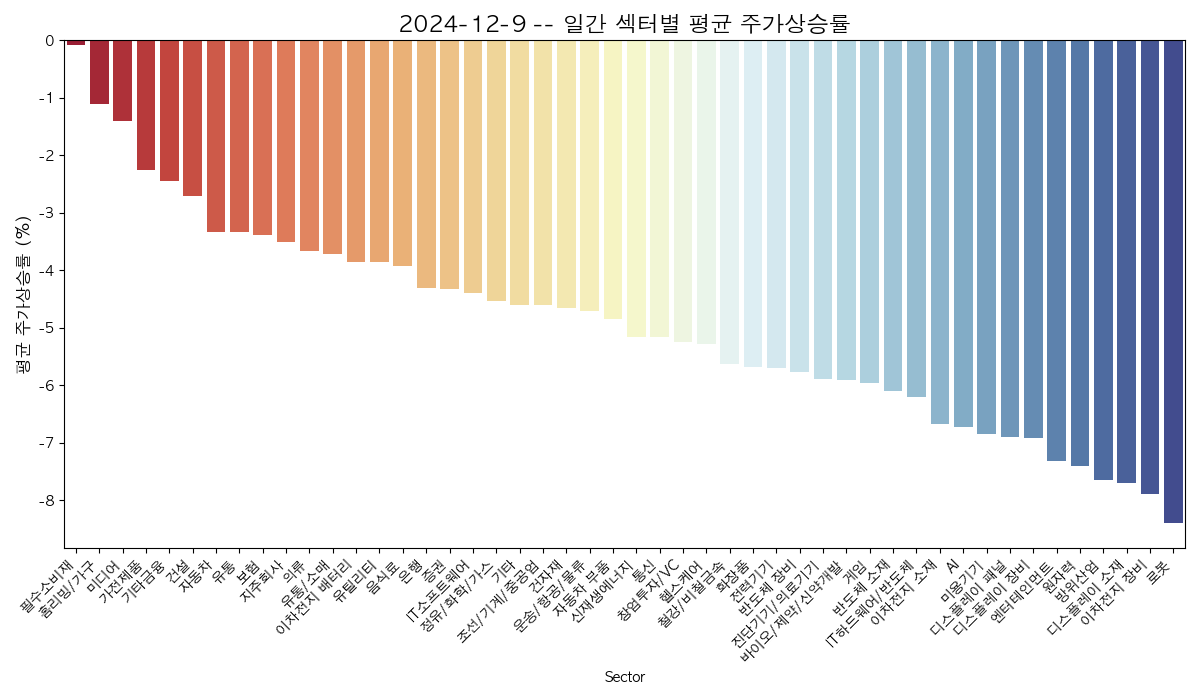 2024-12-9 -- 일간 섹터별 평균 주가상승률
평균 주가상승률 (%)
0
-1
-2
-3
-4
-5
-6
-7
-8
필수소비재
홈리빙/가구
미디어
가전제품
기타금융
건설
자동차
유통
보험
지주회사
의류
유통/소매
이차전지 배터리
유틸리티
음식료
은행
증권
IT소프트웨어
정유/화학/가스
기타
조선/기계/중공업
건자재
운송/항공/물류
자동차 부품
신재생에너지
통신
창업투자/VC
헬스케어
철강/비철금속
화장품
전력기기
반도체 장비
진단기기/의료기기
바이오/제약/신약개발
게임
반도체 소재
IT하드웨어/반도체
이차전지 소재
AI
미용기기
디스플레이 패널
디스플레이 장비
엔터테인먼트
원자력
방위산업
디스플레이 소재
이차전지 장비
로봇
Sector